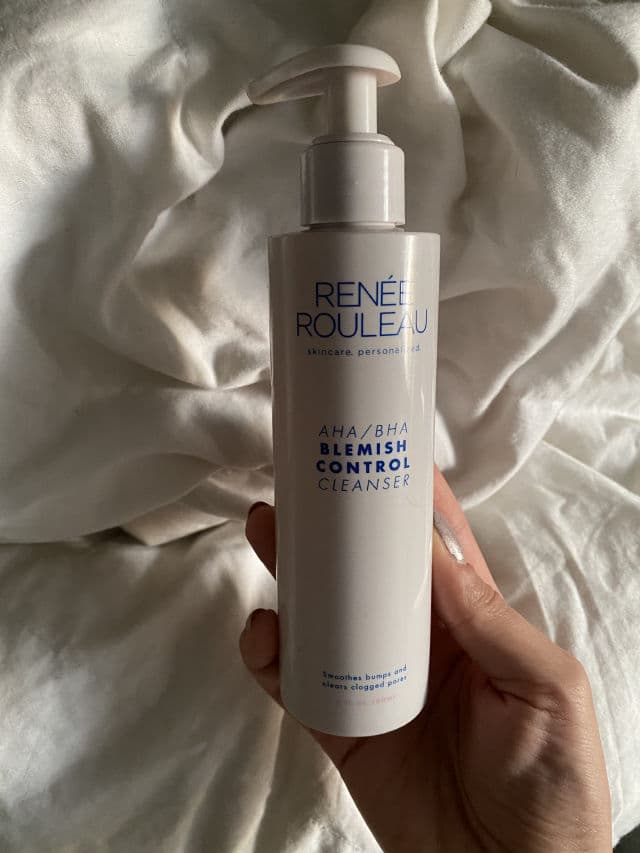 RENÉE
ROULEAU
skincare. personalized.
AHA/BHA
BLEMISH
CONTROL
CLEANSER
Smoothes bumps and
clears clogged pores